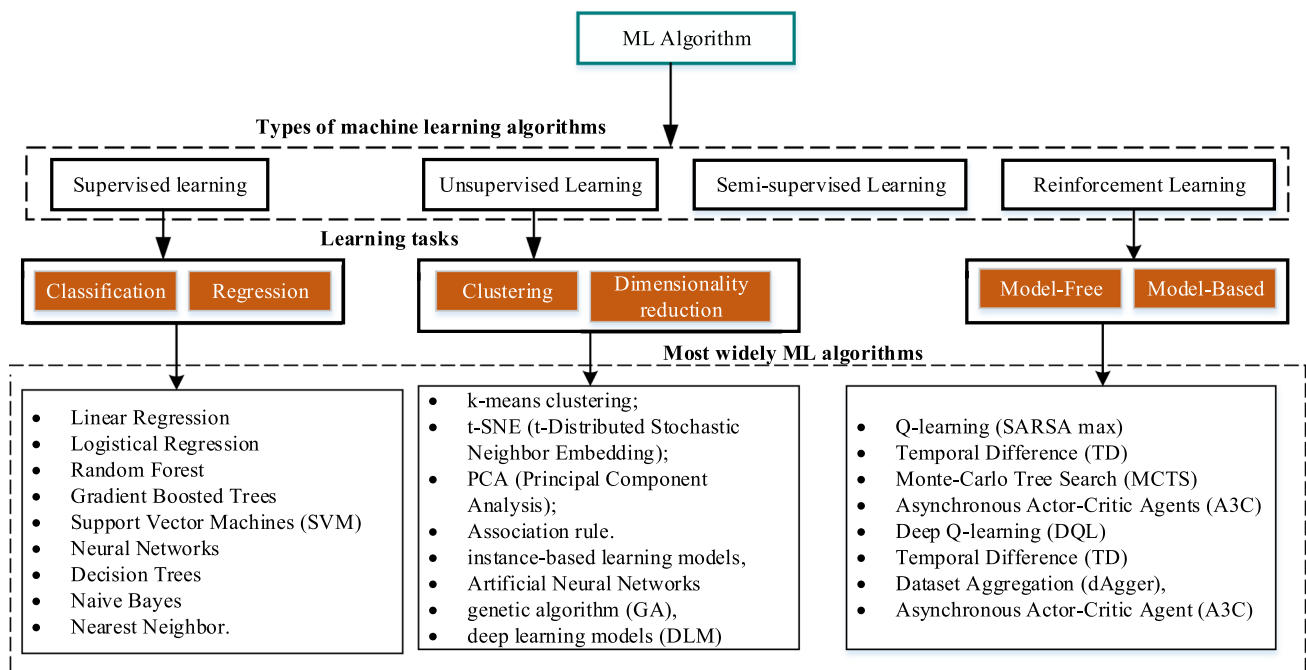 ML Algorithm
Types of machine learning algorithms
Supervised learning
Unsupervised Learning
Semi-supervised Learning
Reinforcement Learning
Learning tasks
Classification
Regression
Clustering
Dimensionality
reduction
Model-Free
Model-Based
Most widely ML algorithms
• Linear Regression
• Logistical Regression
• Random Forest
• Gradient Boosted Trees
• Support Vector Machines (SVM)
• Neural Networks
• Decision Trees
• Naive Bayes
• Nearest Neighbor.
• k-means clustering;
• t-SNE (t-Distributed Stochastic
Neighbor Embedding);
• PCA (Principal Component
Analysis);
• Association rule.
• instance-based learning models,
• Artificial Neural Networks
• genetic algorithm (GA),
• deep learning models (DLM)
• Q-learning (SARSA max)
• Temporal Difference (TD)
• Monte-Carlo Tree Search (MCTS)
• Asynchronous Actor-Critic Agents (A3C)
• Deep Q-learning (DQL)
• Temporal Difference (TD)
• Dataset Aggregation (dAgger),
• Asynchronous Actor-Critic Agent (A3C)